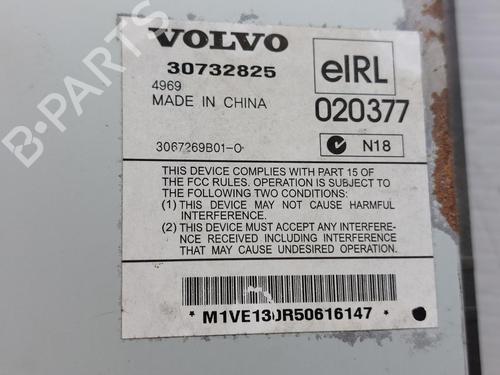 VOLVO
30732825
4969
MADE IN CHINA
3067269B01-0
eIRL
020377
N18
THIS DEVICE COMPLIES WITH PART 15 OF
THE FCC RULES. OPERATION IS SUBJECT TO
THE FOLLOWING TWO CONDITIONS:
(1) THIS DEVICE MAY NOT CAUSE HARMFUL
INTERFERENCE.
(2) THIS DEVICE MUST ACCEPT ANY INTERFERE-
NCE RECEIVED INCLUDING INTERFERENCE
THAT MAY CAUSE UNDESIRED OPERATION.
* M1VE130R50616147 *
B-PARTS